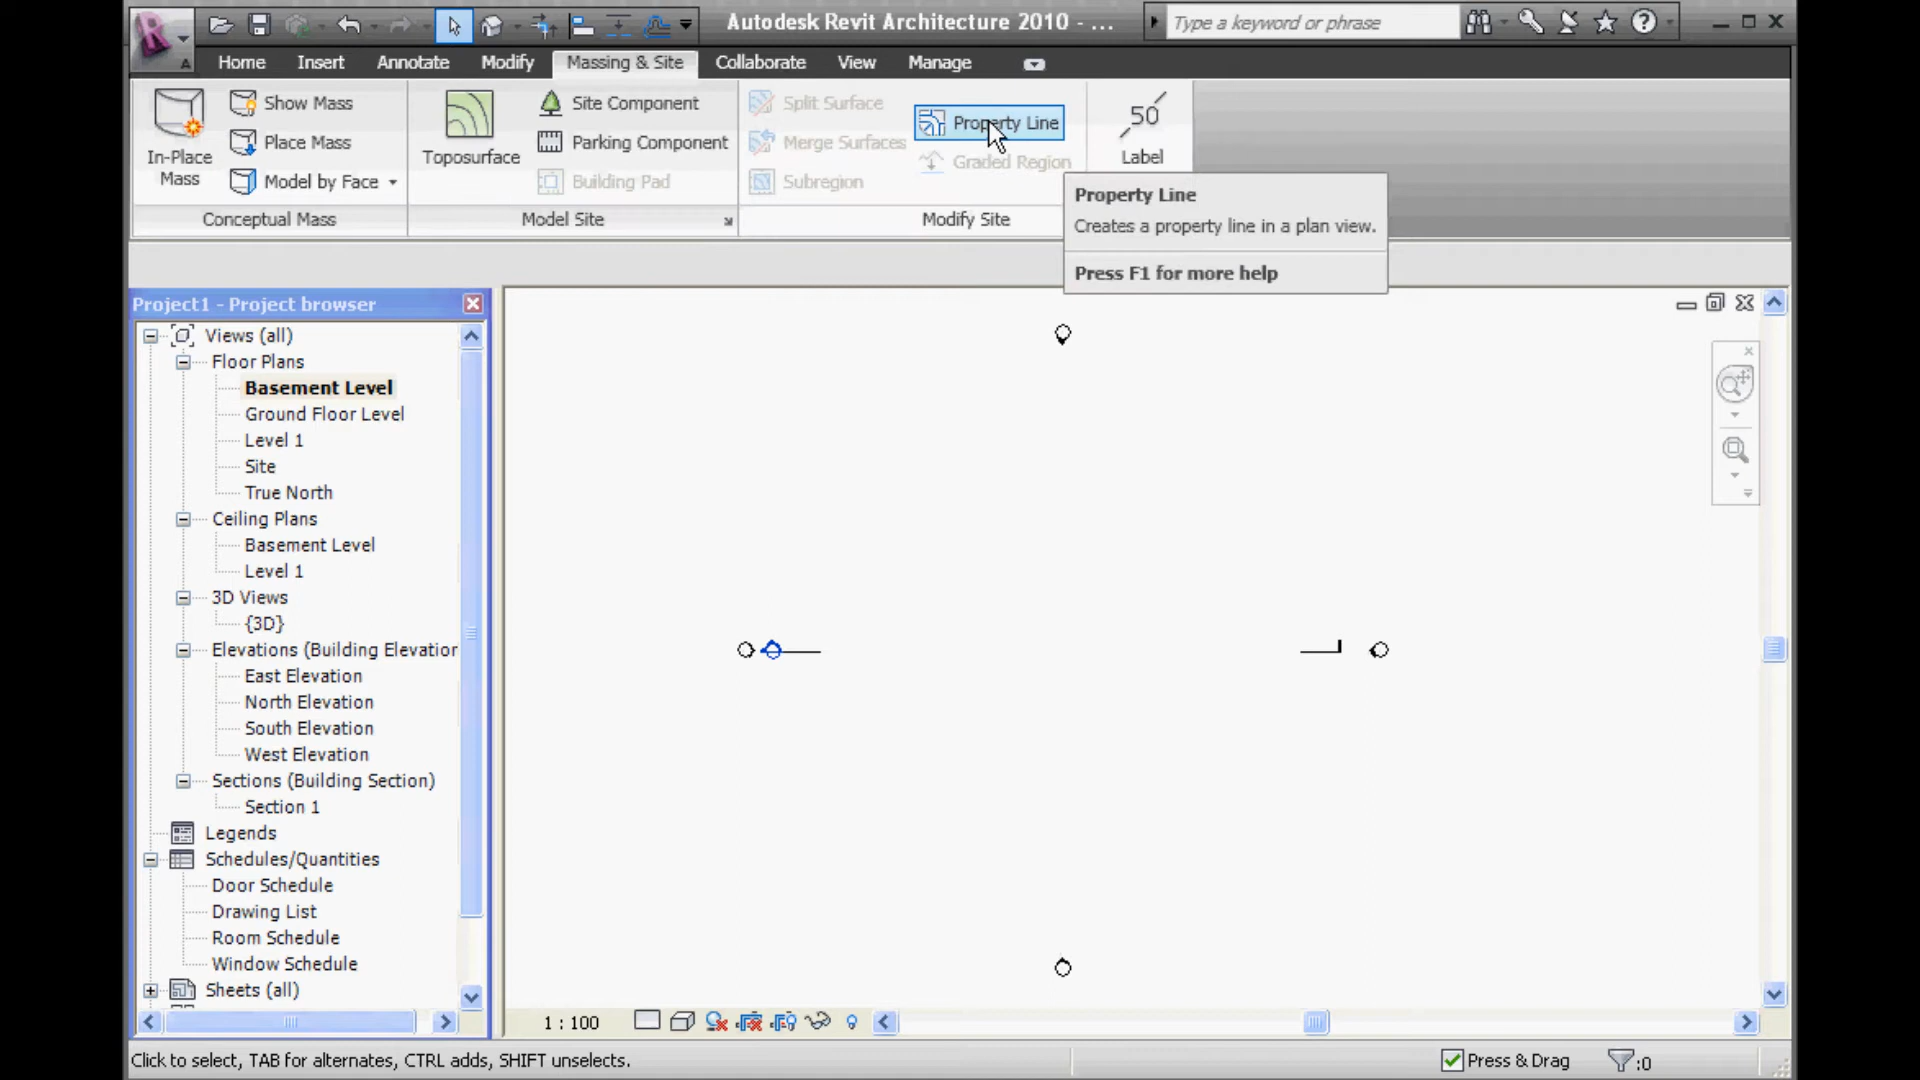 Autodesk Revit Architecture 2010 - ...
Type a keyword or phrase
Home Insert Annotate Modify Massing & Site Collaborate View Manage
In-Place Mass
Show Mass
Place Mass
Model by Face
Conceptual Mass
Toposurface
Site Component
Parking Component
Building Pad
Model Site
Split Surface
Merge Surfaces
Subregion
Property Line
Graded Region
Modify Site
50
Label
Property Line
Creates a property line in a plan view.
Press F1 for more help
Project1 - Project browser
Views (all)
Floor Plans
Basement Level
Ground Floor Level
Level 1
Site
True North
Ceiling Plans
Basement Level
Level 1
3D Views
{3D}
Elevations (Building Elevation
East Elevation
North Elevation
South Elevation
West Elevation
Sections (Building Section)
Section 1
Legends
Schedules/Quantities
Door Schedule
Drawing List
Room Schedule
Window Schedule
Sheets (all)
1 : 100
Click to select, TAB for alternates, CTRL adds, SHIFT unselects.
Press & Drag
:0